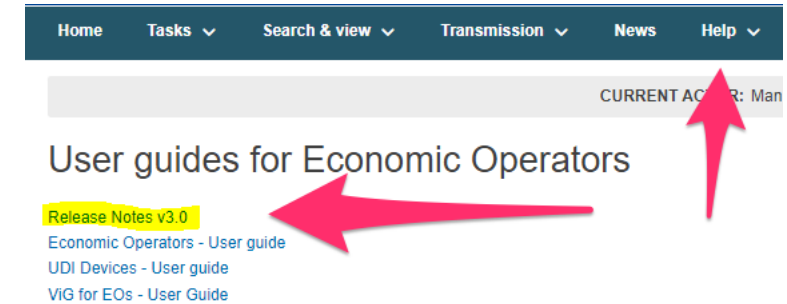 Home Tasks Search & view Transmission News Help
CURRENT Man
User guides for Economic Operators
Release Notes v3.0
Economic Operators - User guide
UDI Devices - User guide
ViG for EOs - User Guide